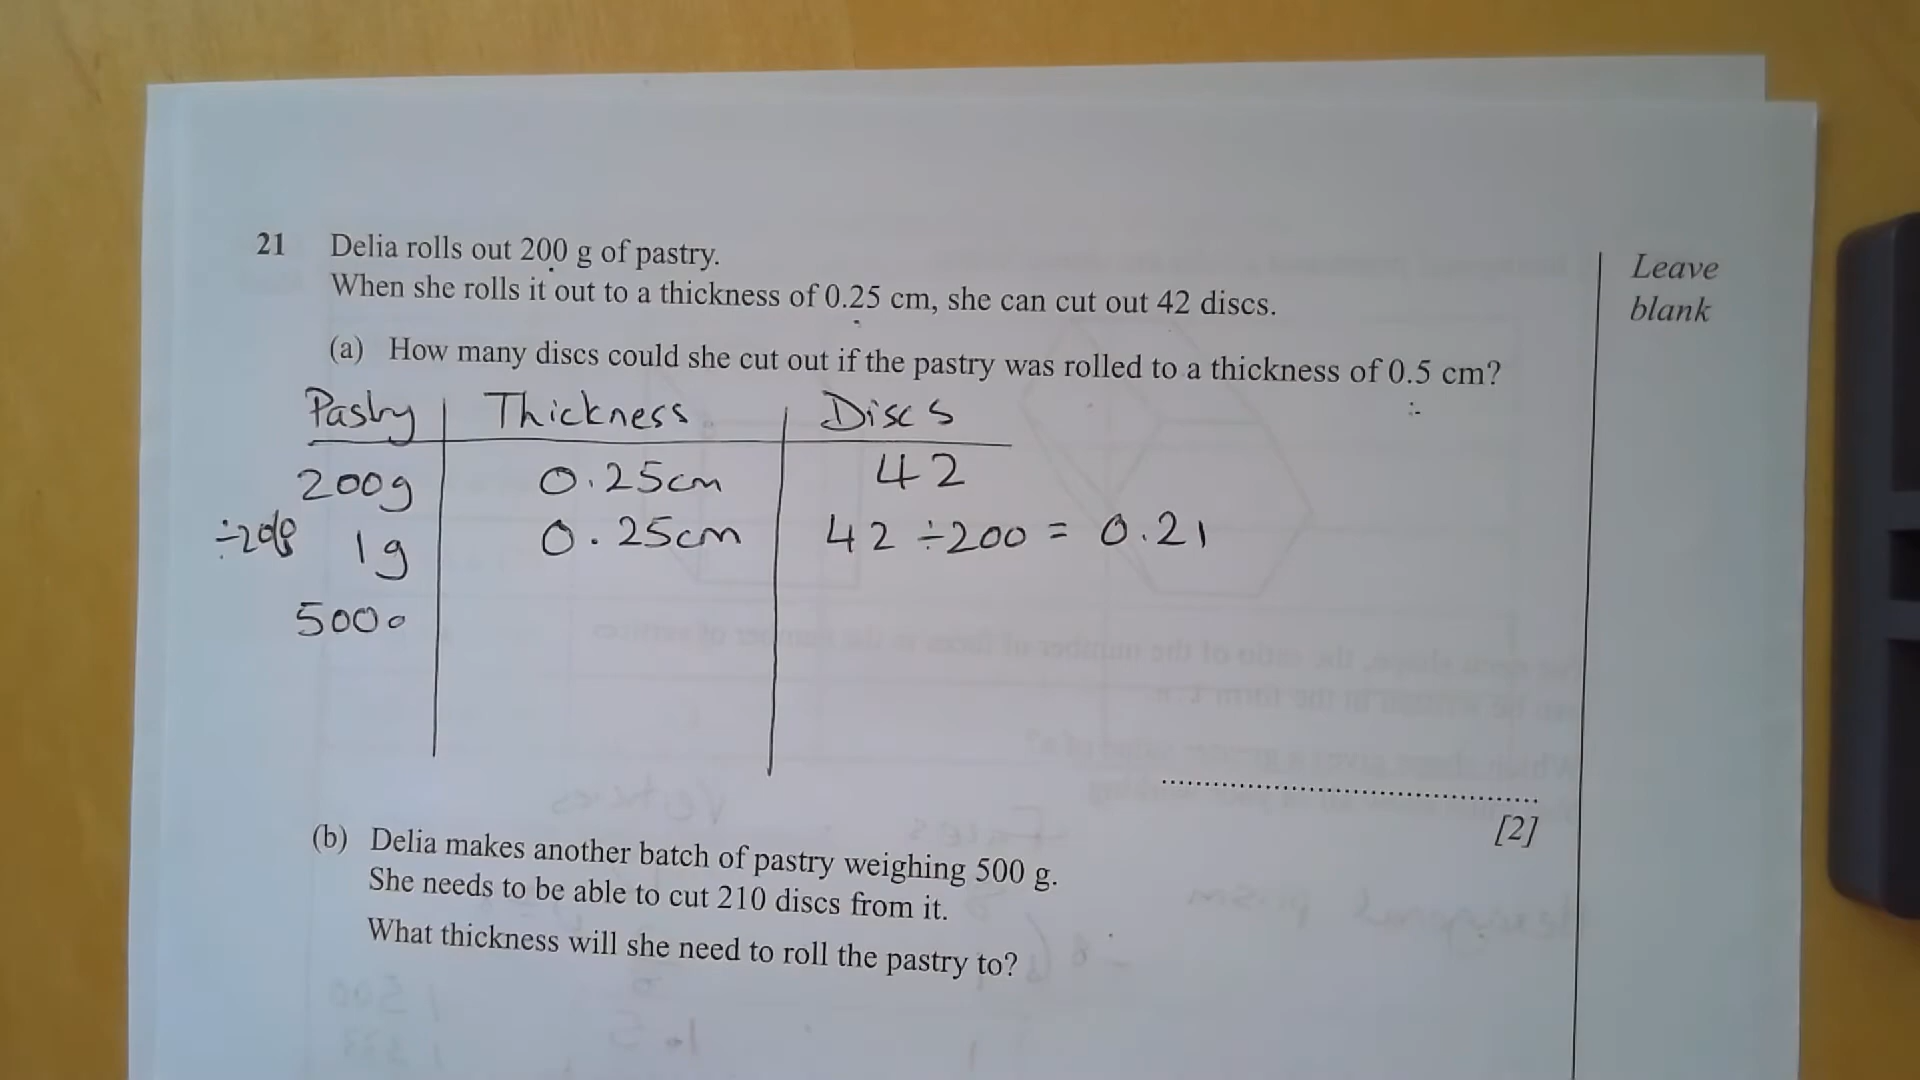 21 Delia rolls out 200 g of pastry.
When she rolls it out to a thickness of 0.25 cm, she can cut out 42 discs.
Leave
blank
(a) How many discs could she cut out if the pastry was rolled to a thickness of 0.5 cm?
Pastry Thickness Discs
200g 0.25cm 42
÷200 1g 0.25cm 42 ÷200 = 0.21
500
[2]
(b) Delia makes another batch of pastry weighing 500 g.
She needs to be able to cut 210 discs from it.
What thickness will she need to roll the pastry to?